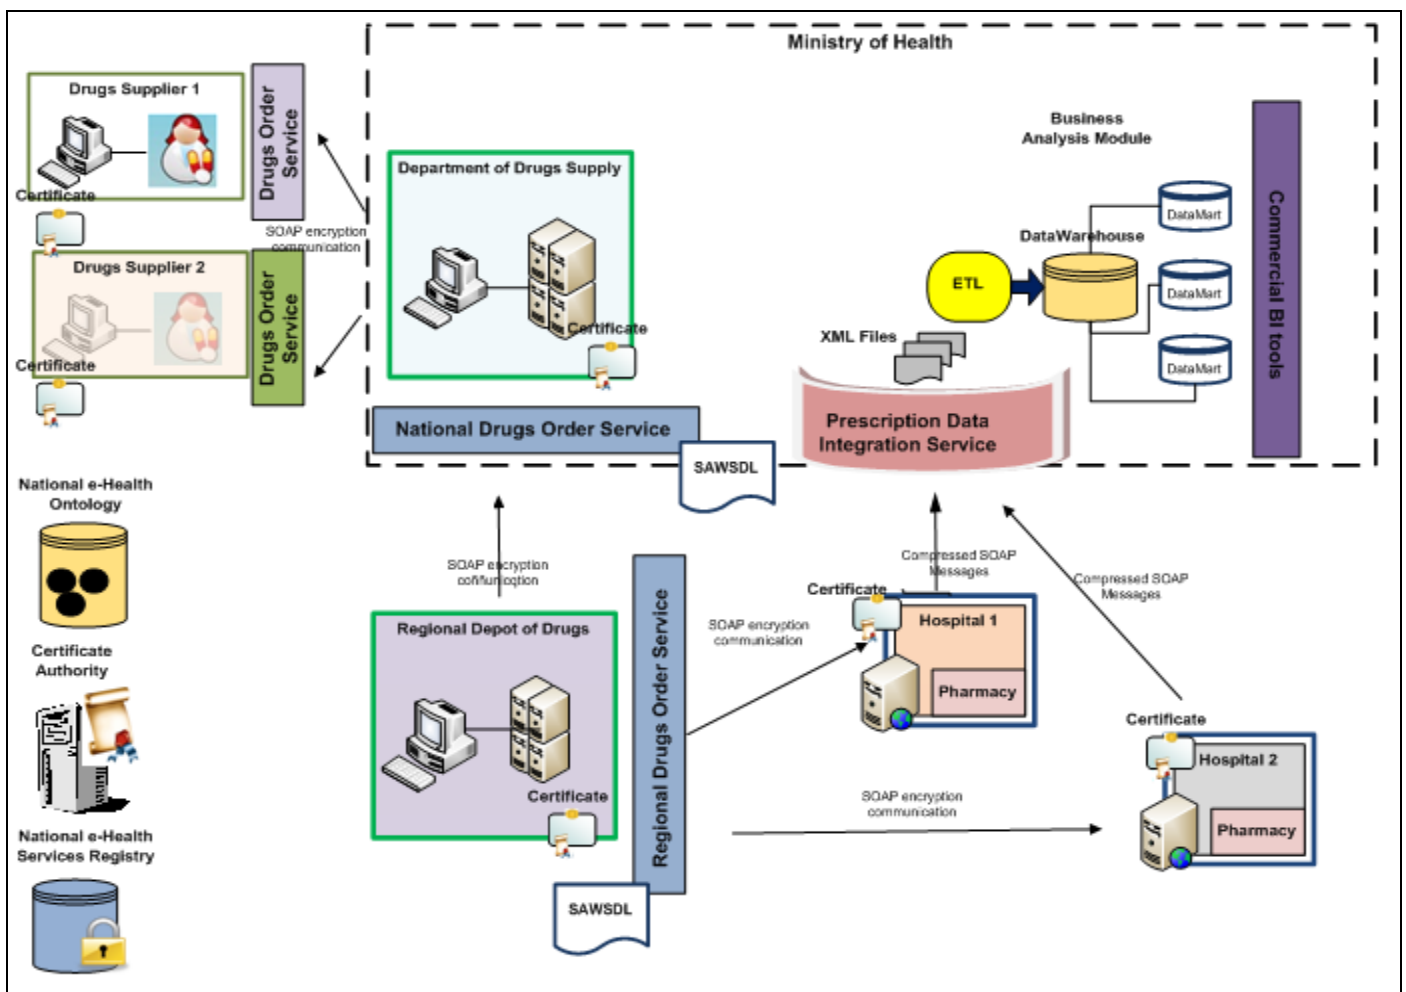 Ministry of Health
Drugs Supplier 1
Drugs Order
Service
Certificate
SOAP encryption
communication
Drugs Supplier 2
Drugs Order
Service
Certificate
Department of Drugs Supply
Certificate
National Drugs Order Service
SAWSDL
Business
Analysis Module
DataWarehouse
ETL
XML Files
DataMart
DataMart
DataMart
Commercial BI tools
Prescription Data
Integration Service
National e-Health
Ontology
Certificate
Authority
National e-Health
Services Registry
SOAP encryption
communication
Regional Depot of Drugs
Certificate
Regional Drugs Order Service
SAWSDL
SOAP encryption
communication
SOAP encryption
communication
Compressed SOAP
Messages
Compressed SOAP
Messages
Certificate
Hospital 1
Pharmacy
Certificate
Hospital 2
Pharmacy